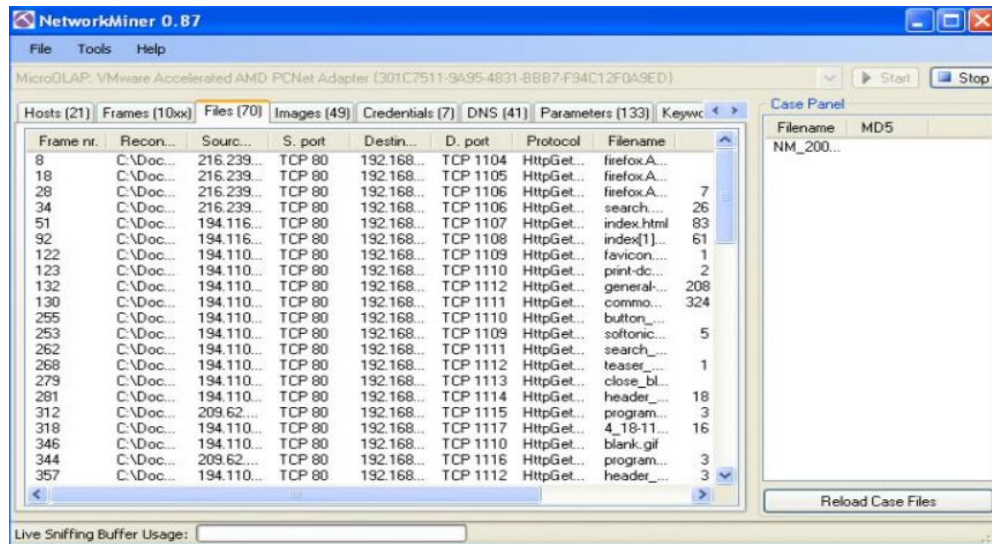 NetworkMiner 0.87
File Tools Help
MicroOLAP: VMware Accelerated AMD PCNet Adapter (301C7511-9A95-4831-BBB7-F94C12F0A9ED)
Start Stop
Hosts (21) Frames (10xx) Files (70) Images (49) Credentials (7) DNS (41) Parameters (133) Keywc
Frame nr. Recon... Sourc... S. port Destin... D. port Protocol Filename
8 C:\Doc... 216.239... TCP 80 192.168... TCP 1104 HttpGet... firefox.A...
18 C:\Doc... 216.239... TCP 80 192.168... TCP 1105 HttpGet... firefox.A...
28 C:\Doc... 216.239... TCP 80 192.168... TCP 1106 HttpGet... firefox.A... 7
34 C:\Doc... 216.239... TCP 80 192.168... TCP 1106 HttpGet... search.... 26
51 C:\Doc... 194.116... TCP 80 192.168... TCP 1107 HttpGet... index.html 83
92 C:\Doc... 194.116... TCP 80 192.168... TCP 1108 HttpGet... index[1]... 61
122 C:\Doc... 194.110... TCP 80 192.168... TCP 1109 HttpGet... favicon.... 1
123 C:\Doc... 194.110... TCP 80 192.168... TCP 1110 HttpGet... print-dc... 2
132 C:\Doc... 194.110... TCP 80 192.168... TCP 1112 HttpGet... general-... 208
130 C:\Doc... 194.110... TCP 80 192.168... TCP 1111 HttpGet... commo... 324
255 C:\Doc... 194.110... TCP 80 192.168... TCP 1110 HttpGet... button_...
253 C:\Doc... 194.110... TCP 80 192.168... TCP 1109 HttpGet... softonic... 5
262 C:\Doc... 194.110... TCP 80 192.168... TCP 1111 HttpGet... search_...
268 C:\Doc... 194.110... TCP 80 192.168... TCP 1112 HttpGet... teaser_... 1
279 C:\Doc... 194.110... TCP 80 192.168... TCP 1113 HttpGet... close_bl...
281 C:\Doc... 194.110... TCP 80 192.168... TCP 1114 HttpGet... header_... 18
312 C:\Doc... 209.62.... TCP 80 192.168... TCP 1115 HttpGet... program... 3
318 C:\Doc... 194.110... TCP 80 192.168... TCP 1117 HttpGet... 4_18-11... 16
346 C:\Doc... 194.110... TCP 80 192.168... TCP 1110 HttpGet... blank.gif
344 C:\Doc... 209.62.... TCP 80 192.168... TCP 1116 HttpGet... program... 3
357 C:\Doc... 194.110... TCP 80 192.168... TCP 1112 HttpGet... header_... 3
Case Panel
Filename MD5
NM_200...
Reload Case Files
Live Sniffing Buffer Usage: